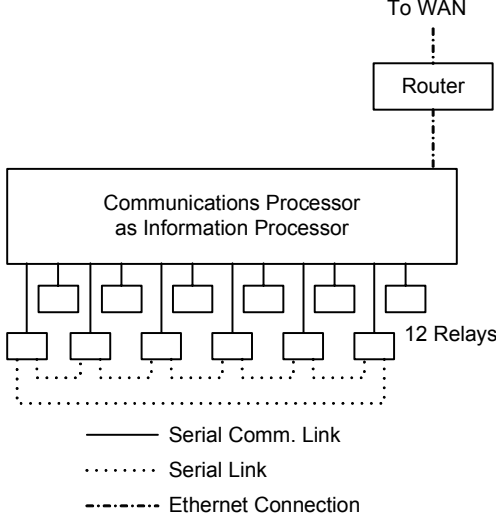 To WAN
Router
Communications Processor
as Information Processor
12 Relays
Serial Comm. Link
Serial Link
Ethernet Connection